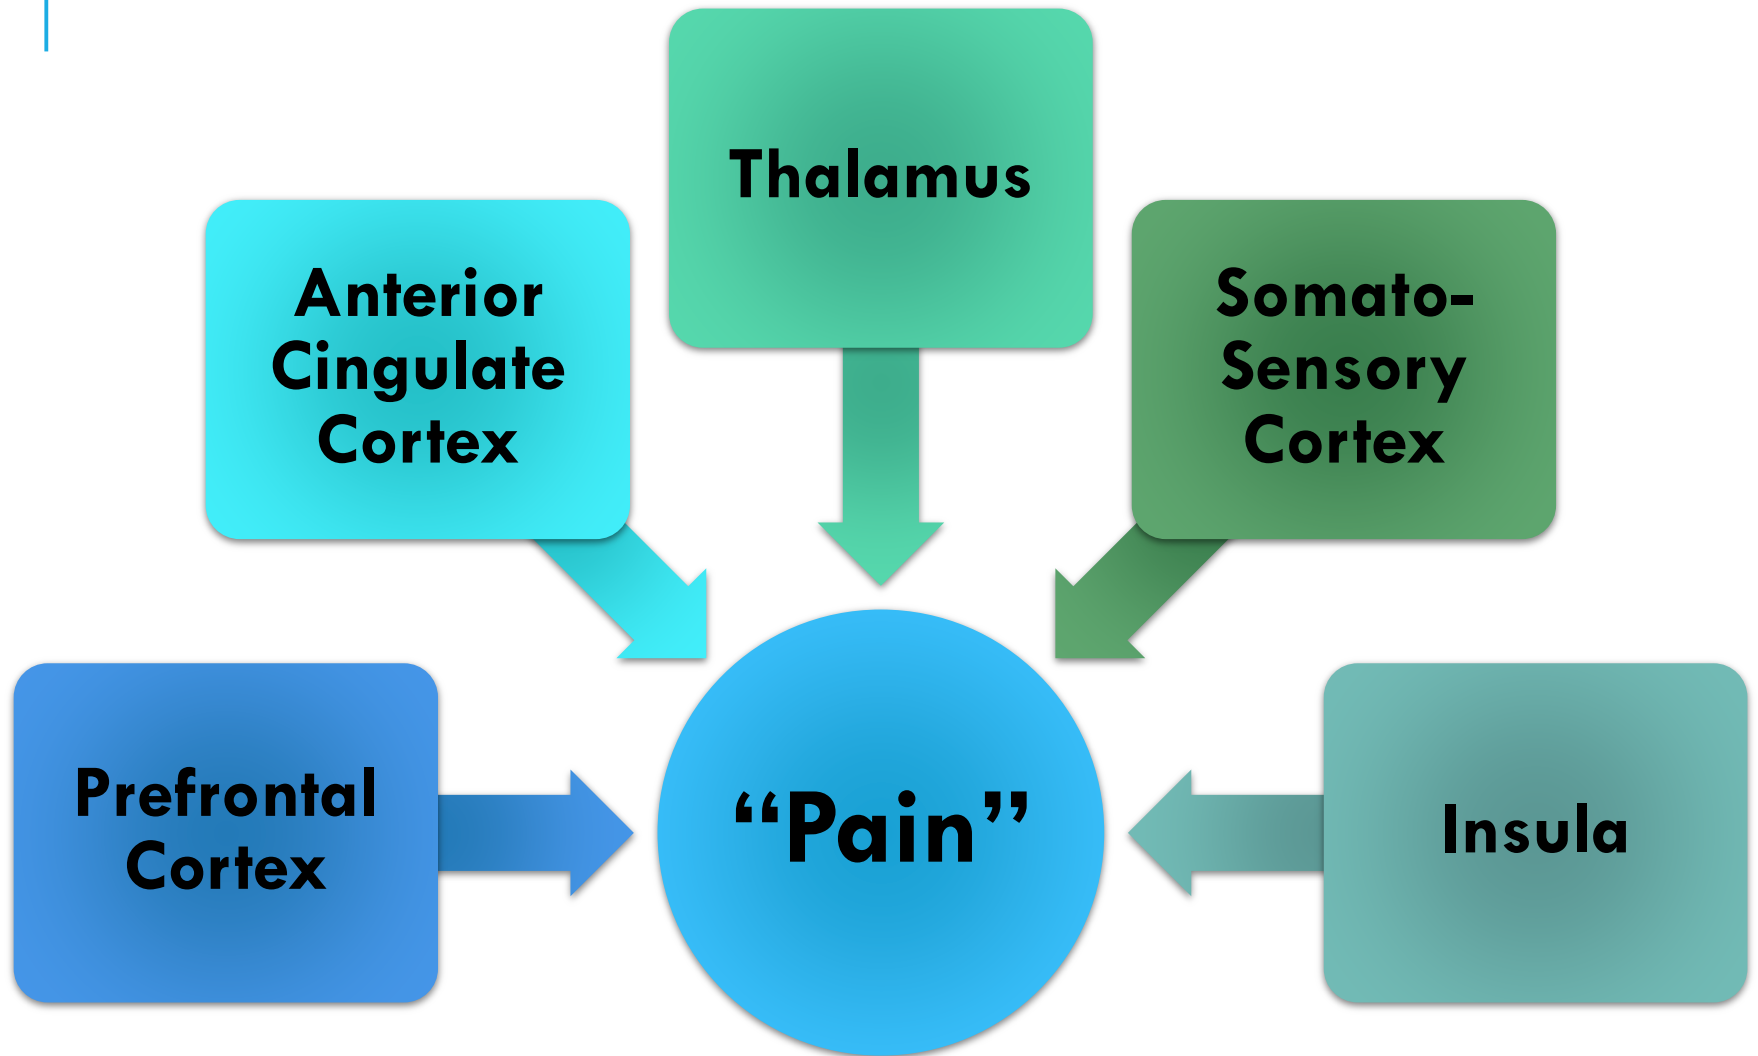 Thalamus
Anterior
Cingulate
Cortex
Somato-
Sensory
Cortex
Prefrontal
Cortex
“Pain”
Insula